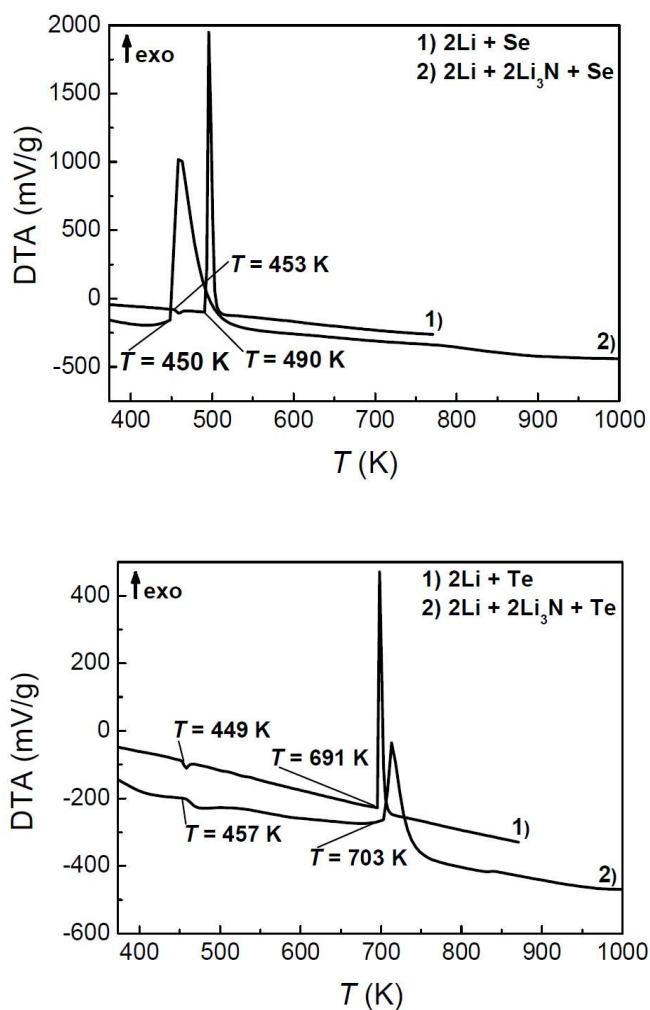 2000
1500
1000
500
0
-500
DTA (mV/g)
↑ exo
1) 2Li + Se
2) 2Li + 2Li₃N + Se
T = 453 K
T = 450 K
T = 490 K
1)
2)
400 500 600 700 800 900 1000
T (K)
400
200
0
-200
-400
-600
DTA (mV/g)
↑ exo
1) 2Li + Te
2) 2Li + 2Li₃N + Te
T = 449 K
T = 691 K
T = 457 K
T = 703 K
1)
2)
400 500 600 700 800 900 1000
T (K)